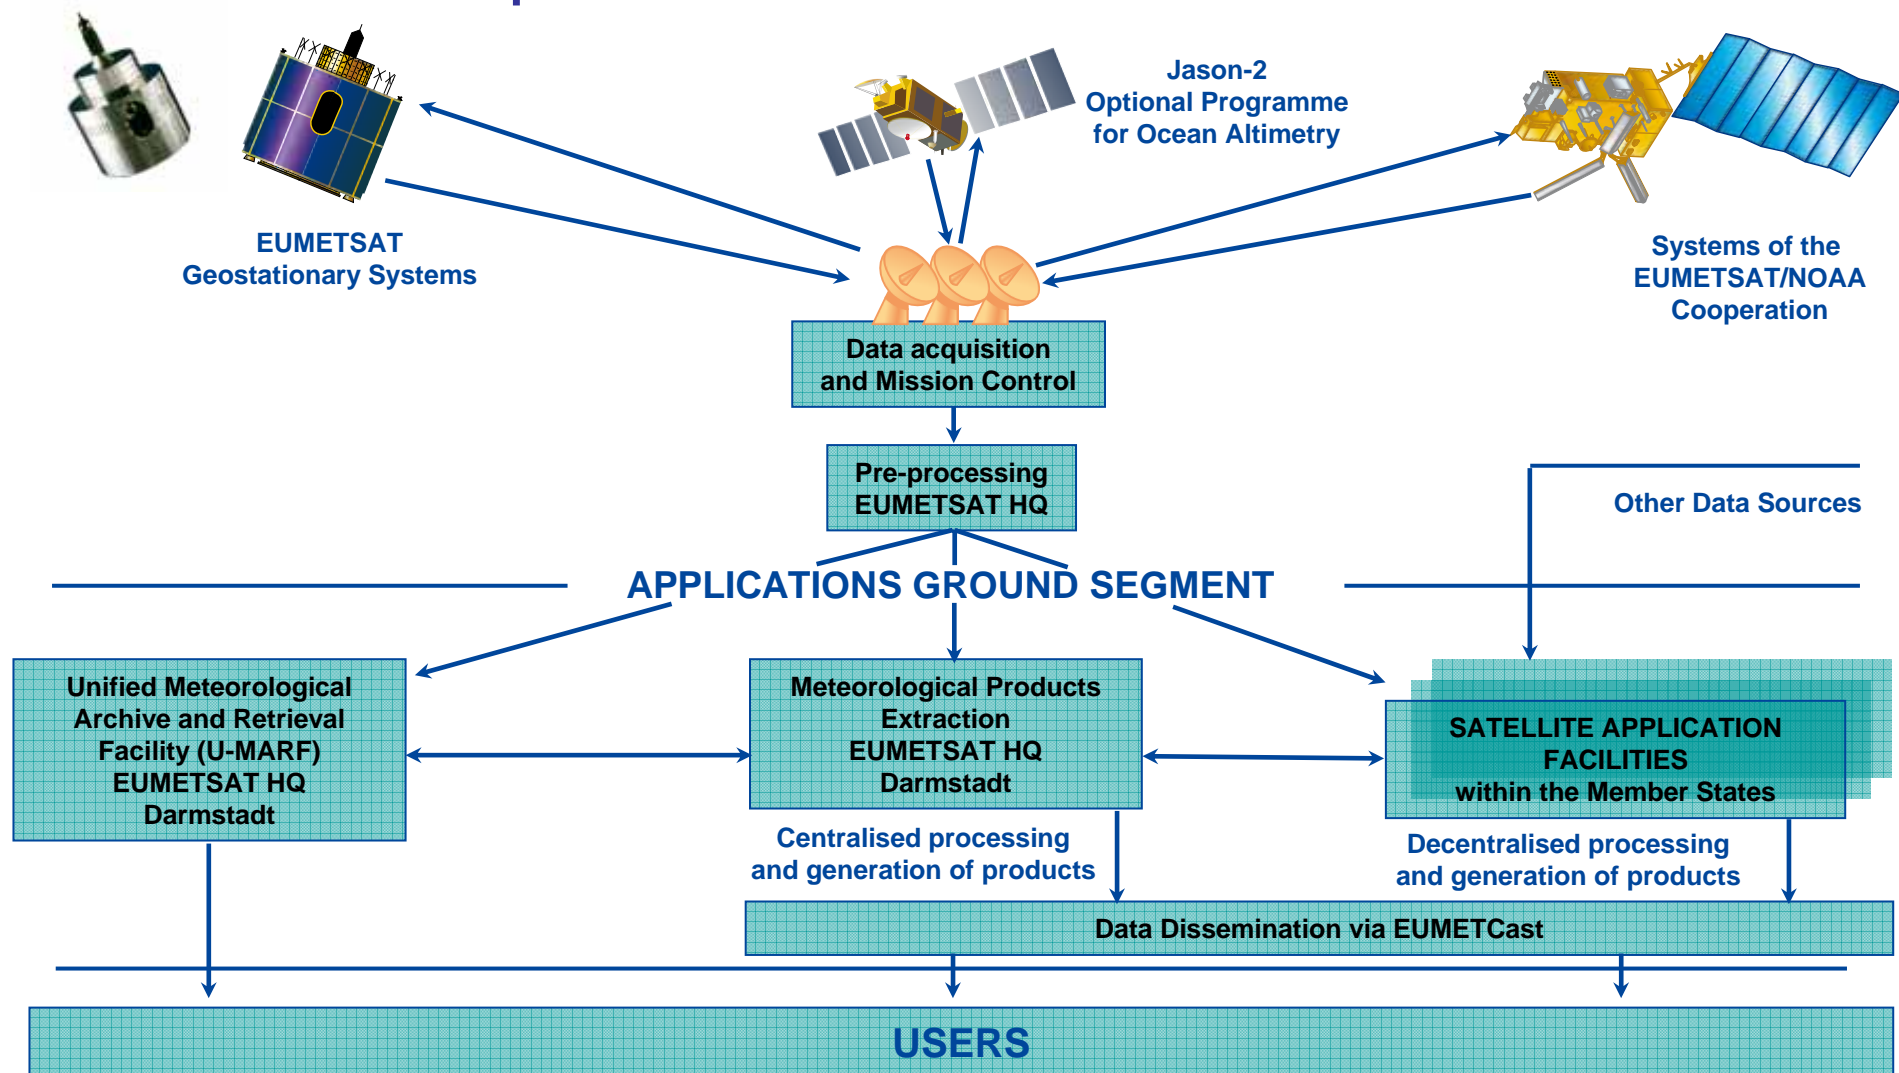 Jason-2
Optional Programme
for Ocean Altimetry
EUMETSAT
Geostationary Systems
Systems of the
EUMETSAT/NOAA
Cooperation
Data acquisition
and Mission Control
Pre-processing
EUMETSAT HQ
Other Data Sources
APPLICATIONS GROUND SEGMENT
Unified Meteorological
Archive and Retrieval
Facility (U-MARF)
EUMETSAT HQ
Darmstadt
Meteorological Products
Extraction
EUMETSAT HQ
Darmstadt
SATELLITE APPLICATION
FACILITIES
within the Member States
Centralised processing
and generation of products
Decentralised processing
and generation of products
Data Dissemination via EUMETCast
USERS